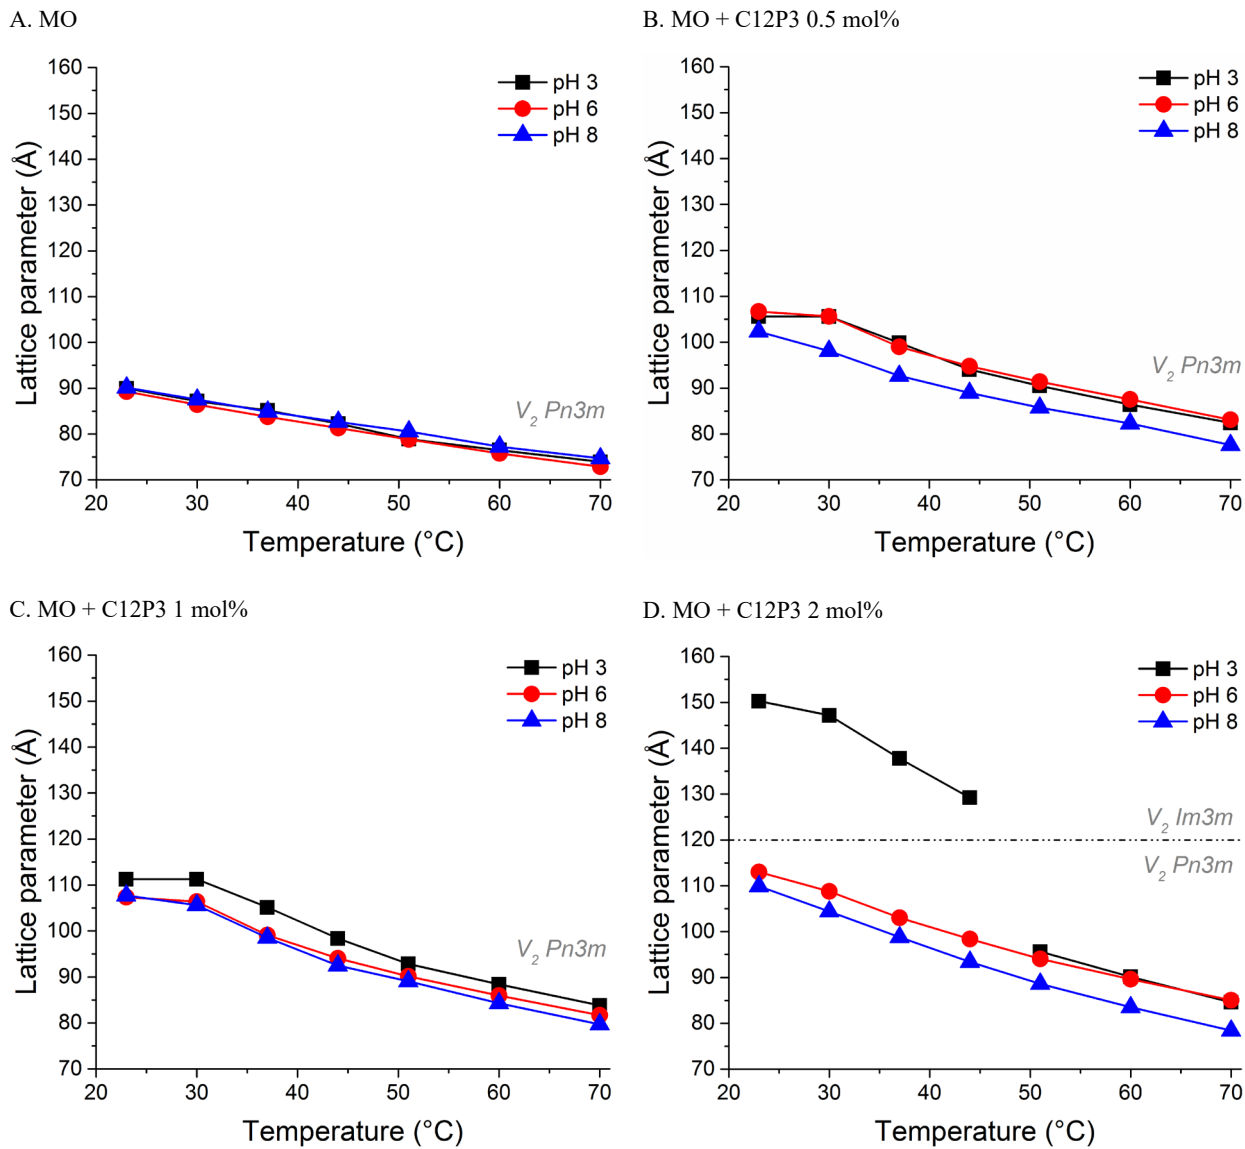 A. MO
160
150
140
130
120
110
100
90
80
70
20
30
40
50
60
70
Lattice parameter (Å)
Temperature (°C)
pH 3
pH 6
pH 8
V2 Pn3m
B. MO + C12P3 0.5 mol%
160
150
140
130
120
110
100
90
80
70
20
30
40
50
60
70
Lattice parameter (Å)
Temperature (°C)
pH 3
pH 6
pH 8
V2 Pn3m
C. MO + C12P3 1 mol%
160
150
140
130
120
110
100
90
80
70
20
30
40
50
60
70
Lattice parameter (Å)
Temperature (°C)
pH 3
pH 6
pH 8
V2 Pn3m
D. MO + C12P3 2 mol%
160
150
140
130
120
110
100
90
80
70
20
30
40
50
60
70
Lattice parameter (Å)
Temperature (°C)
pH 3
pH 6
pH 8
V2 Im3m
V2 Pn3m